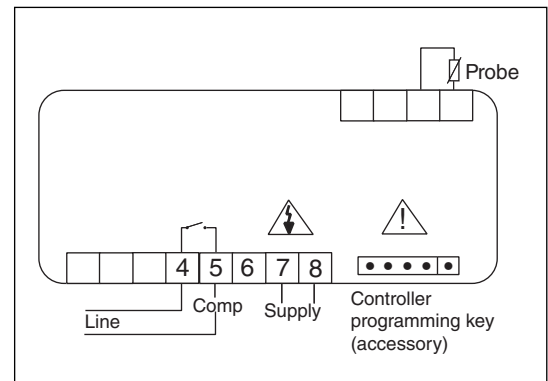 Probe
!
4 5 6 7 8
Comp
Supply
Line
Controller
programming key
(accessory)